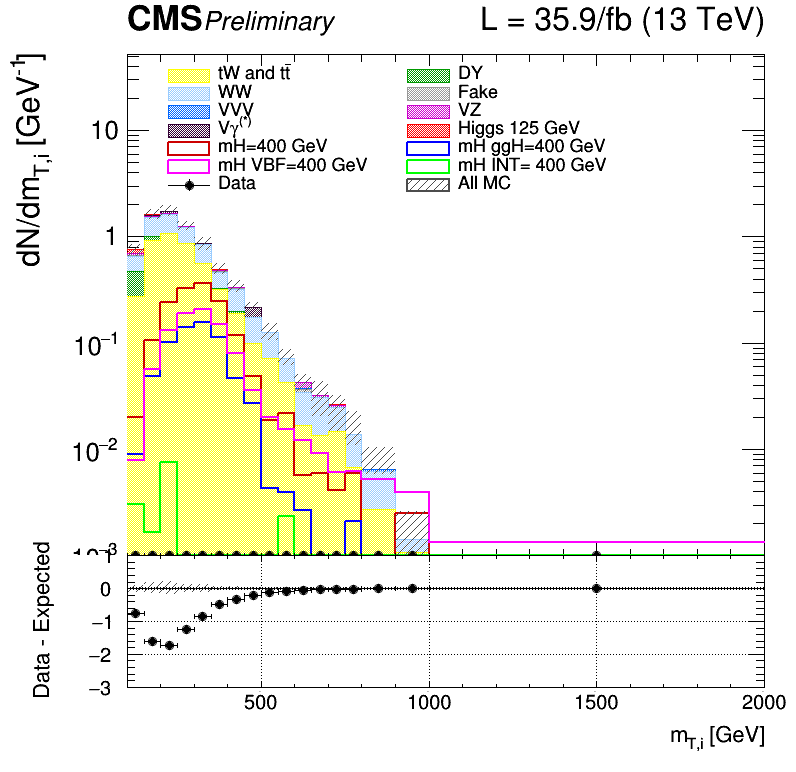 CMS Preliminary L = 35.9/fb (13 TeV)
dN/dm_{T,i} [GeV^{-1}]
tW and tt̄ DY
WW Fake
VVV VZ
Vγ^{(*)} Higgs 125 GeV
mH=400 GeV mH ggH=400 GeV
mH VBF=400 GeV mH INT= 400 GeV
Data All MC
10
1
10^{−1}
10^{−2}
10^{−3}
Data - Expected
1
0
−1
−2
−3
500 1000 1500 2000
m_{T,i} [GeV]